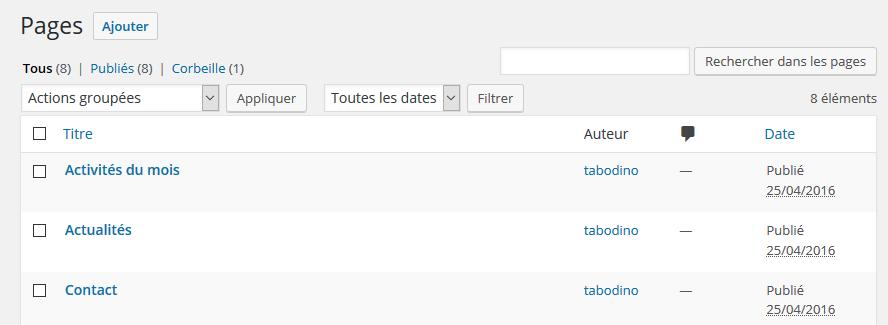 Pages Ajouter
Tous (8) | Publiés (8) | Corbeille (1) Rechercher dans les pages
Actions groupées Appliquer Toutes les dates Filtrer 8 éléments
Titre Auteur Date
Activités du mois tabodino — Publié
25/04/2016
Actualités tabodino — Publié
25/04/2016
Contact tabodino — Publié
25/04/2016